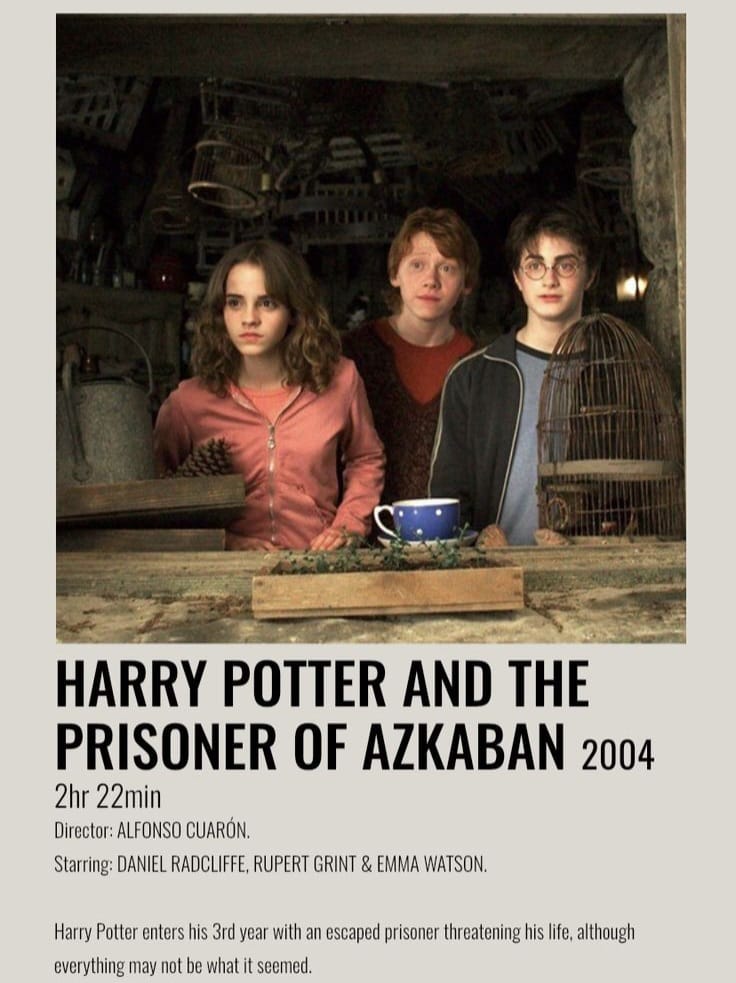 HARRY POTTER AND THE
PRISONER OF AZKABAN 2004
2hr 22min
Director: ALFONSO CUARÓN.
Starring: DANIEL RADCLIFFE, RUPERT GRINT & EMMA WATSON.
Harry Potter enters his 3rd year with an escaped prisoner threatening his life, although
everything may not be what it seemed.